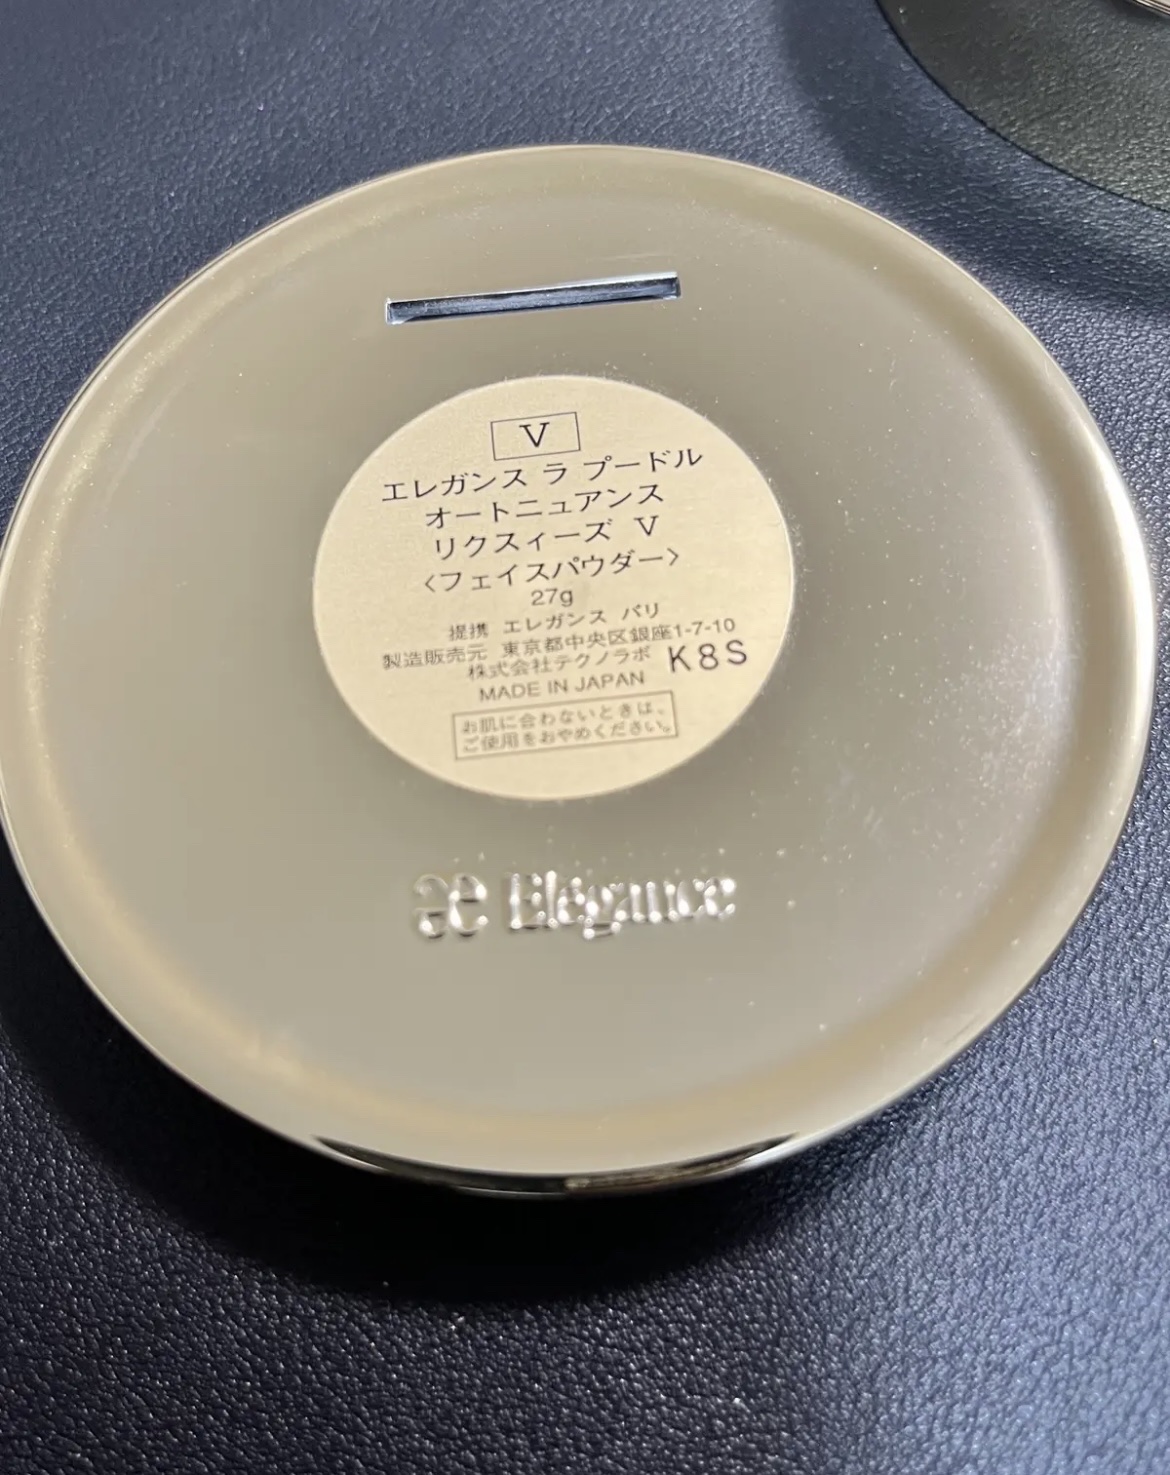 V
エレガンス ラ プードル
オートニュアンス
リクスィーズ V
〈フェイスパウダー〉
27g
提携 エレガンス パリ
製造販売元 東京都中央区銀座1-7-10
株式会社テクノラボ K8S
MADE IN JAPAN
お肌に合わないときは、
ご使用をおやめください。
Elégance